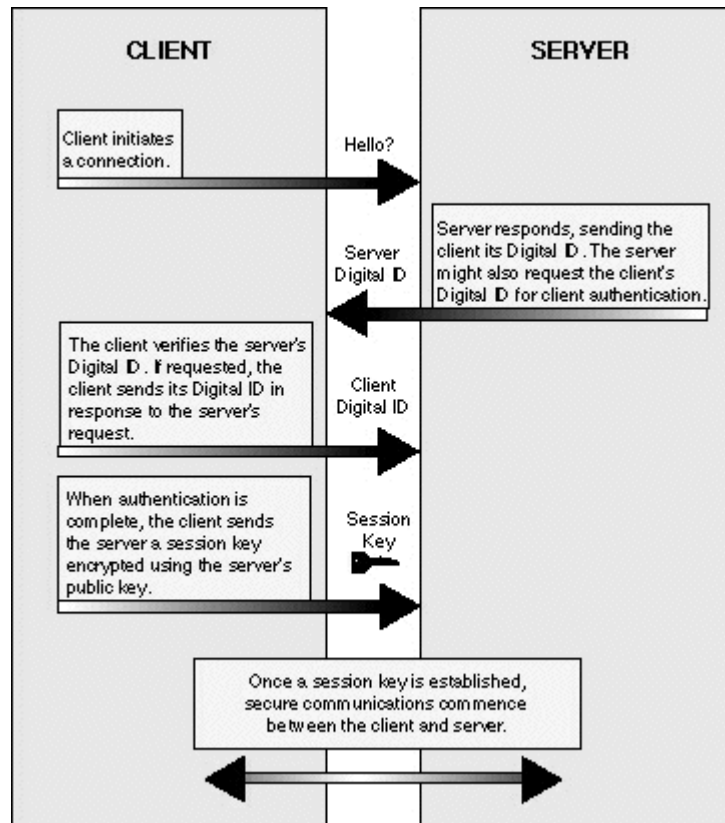 CLIENT
SERVER
Client initiates
a connection.
Hello?
Server responds, sending the
client its Digital ID. The server
might also request the client's
Digital ID for client authentication.
Server
Digital ID
The client verifies the server's
Digital ID. If requested, the
client sends its Digital ID in
response to the server's
request.
Client
Digital ID
When authentication is
complete, the client sends
the server a session key
encrypted using the server's
public key.
Session
Key
Once a session key is established,
secure communications commence
between the client and server.